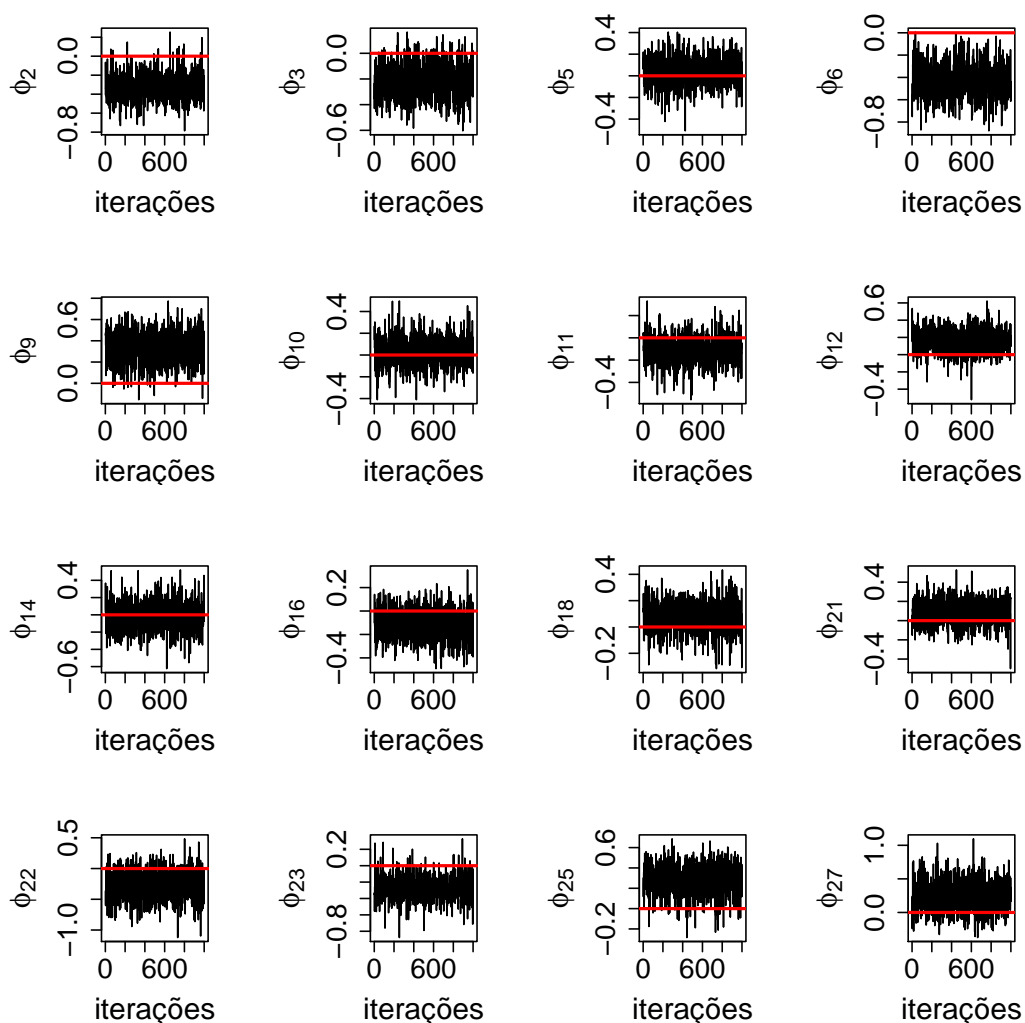 ϕ2 0.0 −0.8 0 600 iterações
ϕ3 0.0 −0.6 0 600 iterações
ϕ5 0.4 −0.4 0 600 iterações
ϕ6 0.0 −0.8 0 600 iterações
ϕ9 0.6 0.0 0 600 iterações
ϕ10 0.4 −0.4 0 600 iterações
ϕ11 −0.4 0 600 iterações
ϕ12 0.6 −0.4 0 600 iterações
ϕ14 0.4 −0.6 0 600 iterações
ϕ16 0.2 −0.4 0 600 iterações
ϕ18 0.4 −0.2 0 600 iterações
ϕ21 0.4 −0.4 0 600 iterações
ϕ22 0.5 −1.0 0 600 iterações
ϕ23 0.2 −0.8 0 600 iterações
ϕ25 0.6 −0.2 0 600 iterações
ϕ27 1.0 0.0 0 600 iterações